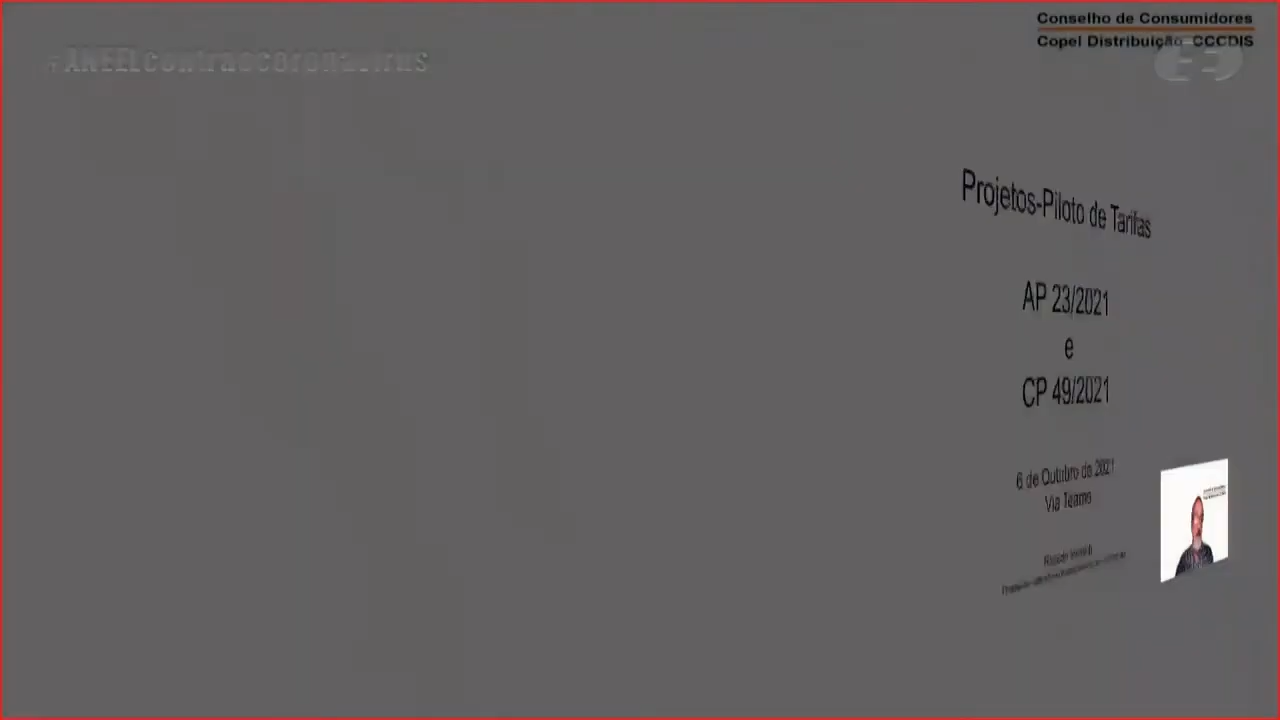 Conselho de Consumidores
Copel Distribuição CCCDIS
#ANEELcontraocoronavirus
Projetos-Piloto de Tarifas
AP 23/2021
e
CP 49/2021
6 de Outubro de 2021
Via Teams